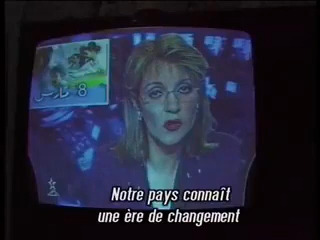 8 مارس
Notre pays connaît
une ère de changement